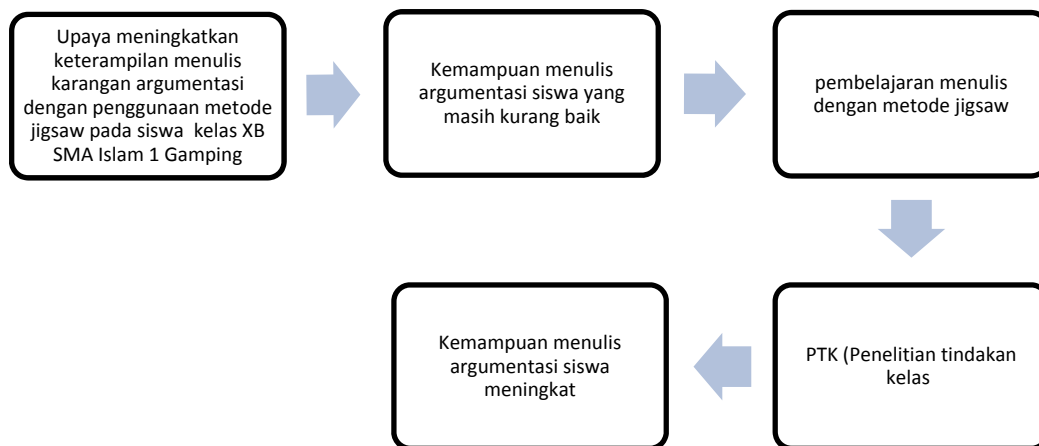 Upaya meningkatkan
keterampilan menulis
karangan argumentasi
dengan penggunaan metode
jigsaw pada siswa kelas XB
SMA Islam 1 Gamping
Kemampuan menulis
argumentasi siswa yang
masih kurang baik
pembelajaran menulis
dengan metode jigsaw
PTK (Penelitian tindakan
kelas
Kemampuan menulis
argumentasi siswa
meningkat